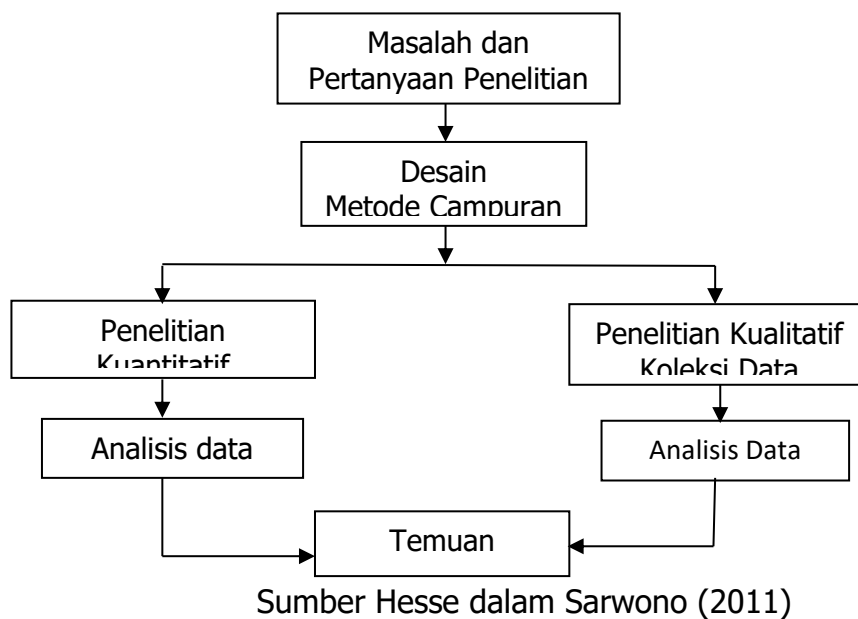 Masalah dan
Pertanyaan Penelitian
Desain
Metode Campuran
Penelitian
Kuantitatif
Penelitian Kualitatif
Koleksi Data
Analisis data
Analisis Data
Temuan
Sumber Hesse dalam Sarwono (2011)